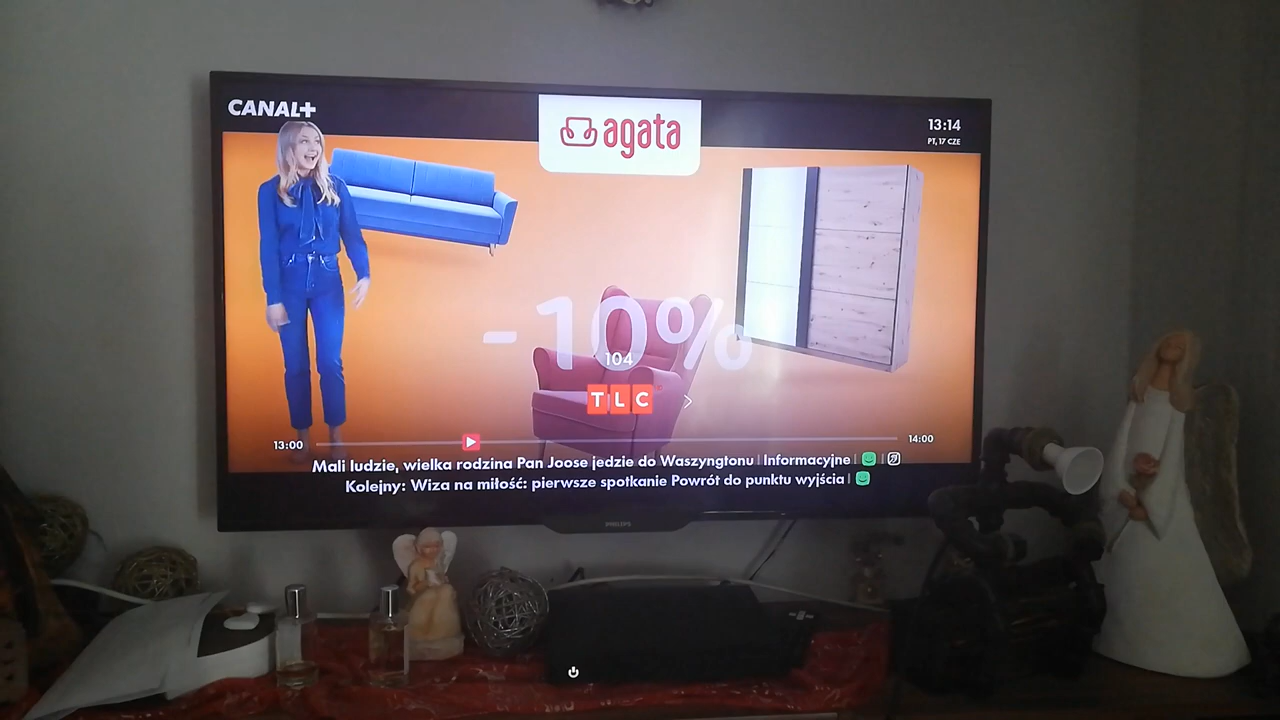 CANAL+
agata
13:14
PT, 17 CZE
-10%
104
TLC
13:00
14:00
Mali ludzie, wielka rodzina Pan Joose jedzie do Waszyngtonu | Informacyjne |
Kolejny: Wiza na miłość: pierwsze spotkanie Powrót do punktu wyjścia |
PHILIPS